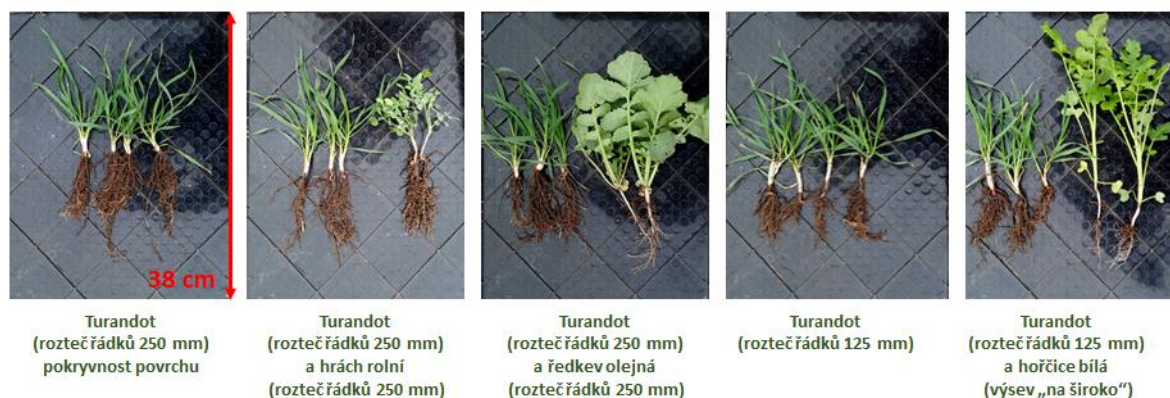 38 cm
Turandot
(rozteč řádků 250 mm)
pokryvnost povrchu
Turandot
(rozteč řádků 250 mm)
a hrách rolní
(rozteč řádků 250 mm)
Turandot
(rozteč řádků 250 mm)
a ředkev olejná
(rozteč řádků 250 mm)
Turandot
(rozteč řádků 125 mm)
Turandot
(rozteč řádků 125 mm)
a hořčice bílá
(výsev „na široko“)